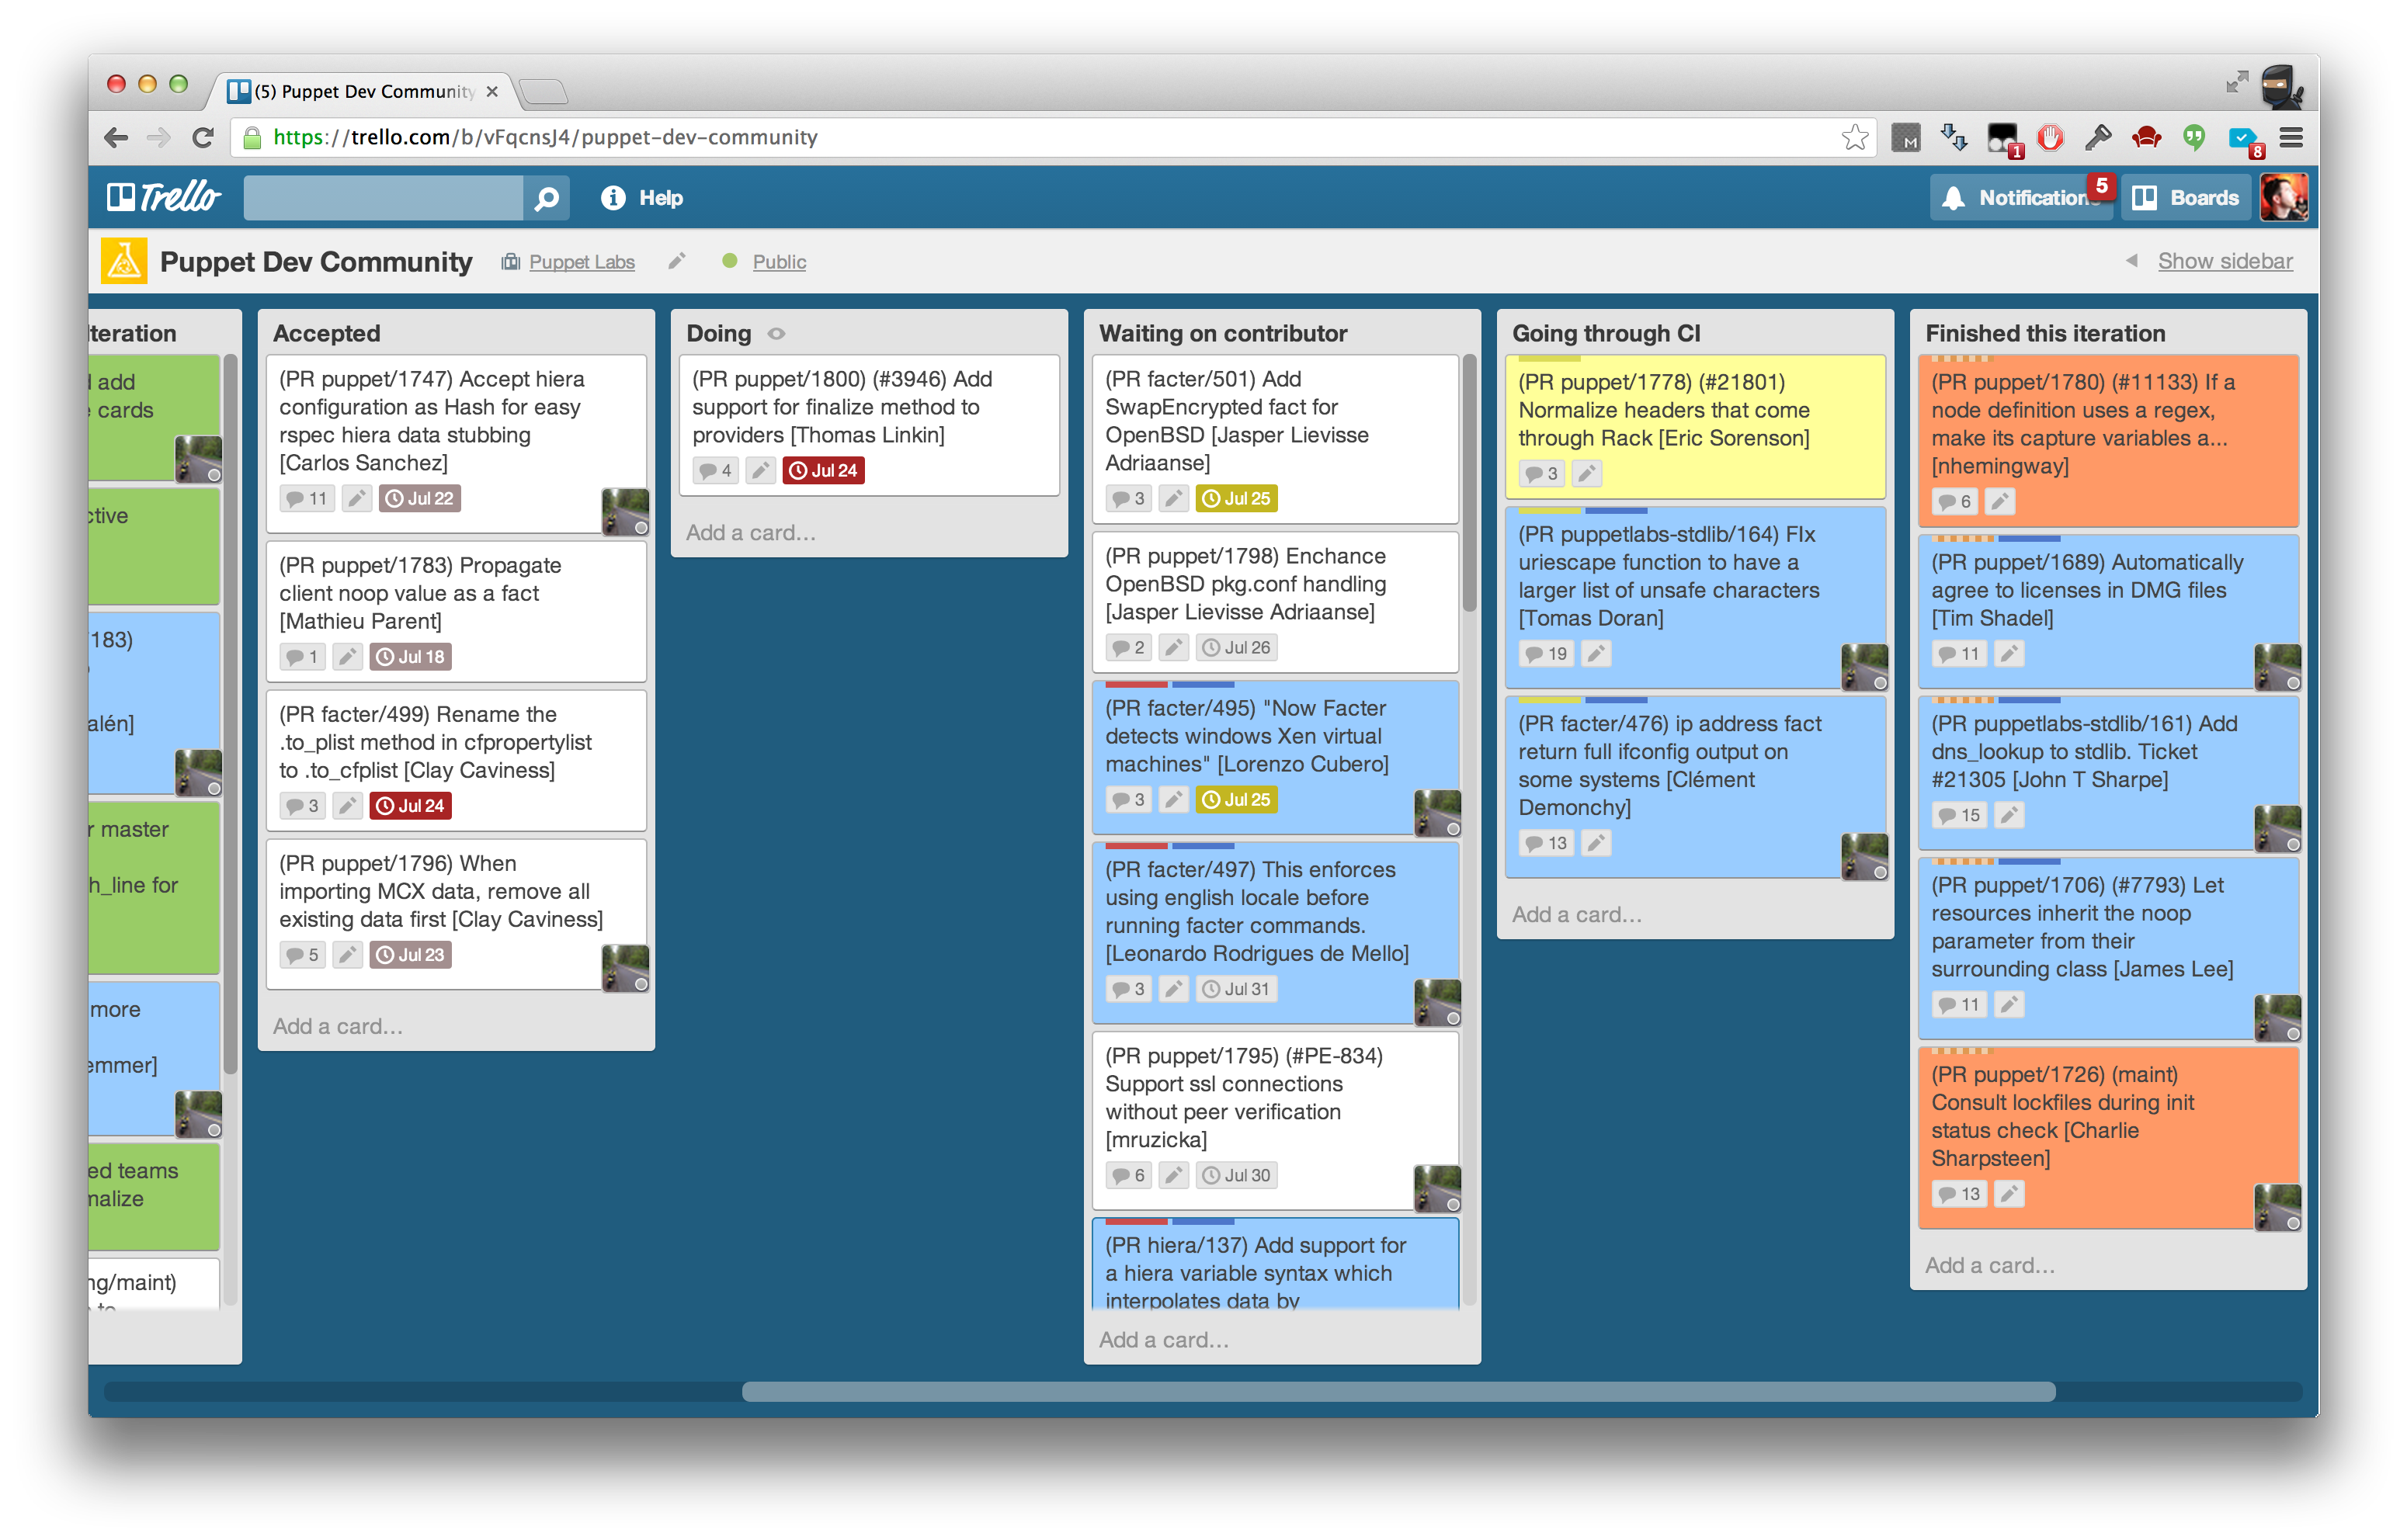 (5) Puppet Dev Community
https://trello.com/b/vFqcnsJ4/puppet-dev-community
M
1
8
Trello
Help
Notifications
5
Boards
Puppet Dev Community
Puppet Labs
Public
Show sidebar
Iteration
add
cards
ctive
183)
alén]
master
h_line for
more
emmer]
ed teams
malize
ng/maint)
to
Accepted
(PR puppet/1747) Accept hiera
configuration as Hash for easy
rspec hiera data stubbing
[Carlos Sanchez]
11
Jul 22
(PR puppet/1783) Propagate
client noop value as a fact
[Mathieu Parent]
1
Jul 18
(PR facter/499) Rename the
.to_plist method in cfpropertylist
to .to_cfplist [Clay Caviness]
3
Jul 24
(PR puppet/1796) When
importing MCX data, remove all
existing data first [Clay Caviness]
5
Jul 23
Add a card...
Doing
(PR puppet/1800) (#3946) Add
support for finalize method to
providers [Thomas Linkin]
4
Jul 24
Add a card...
Waiting on contributor
(PR facter/501) Add
SwapEncrypted fact for
OpenBSD [Jasper Lievisse
Adriaanse]
3
Jul 25
(PR puppet/1798) Enchance
OpenBSD pkg.conf handling
[Jasper Lievisse Adriaanse]
2
Jul 26
(PR facter/495) "Now Facter
detects windows Xen virtual
machines" [Lorenzo Cubero]
3
Jul 25
(PR facter/497) This enforces
using english locale before
running facter commands.
[Leonardo Rodrigues de Mello]
3
Jul 31
(PR puppet/1795) (#PE-834)
Support ssl connections
without peer verification
[mruzicka]
6
Jul 30
(PR hiera/137) Add support for
a hiera variable syntax which
interpolates data by
Add a card...
Going through CI
(PR puppet/1778) (#21801)
Normalize headers that come
through Rack [Eric Sorenson]
3
(PR puppetlabs-stdlib/164) FIx
uriescape function to have a
larger list of unsafe characters
[Tomas Doran]
19
(PR facter/476) ip address fact
return full ifconfig output on
some systems [Clément
Demonchy]
13
Add a card...
Finished this iteration
(PR puppet/1780) (#11133) If a
node definition uses a regex,
make its capture variables a...
[nhemingway]
6
(PR puppet/1689) Automatically
agree to licenses in DMG files
[Tim Shadel]
11
(PR puppetlabs-stdlib/161) Add
dns_lookup to stdlib. Ticket
#21305 [John T Sharpe]
15
(PR puppet/1706) (#7793) Let
resources inherit the noop
parameter from their
surrounding class [James Lee]
11
(PR puppet/1726) (maint)
Consult lockfiles during init
status check [Charlie
Sharpsteen]
13
Add a card...